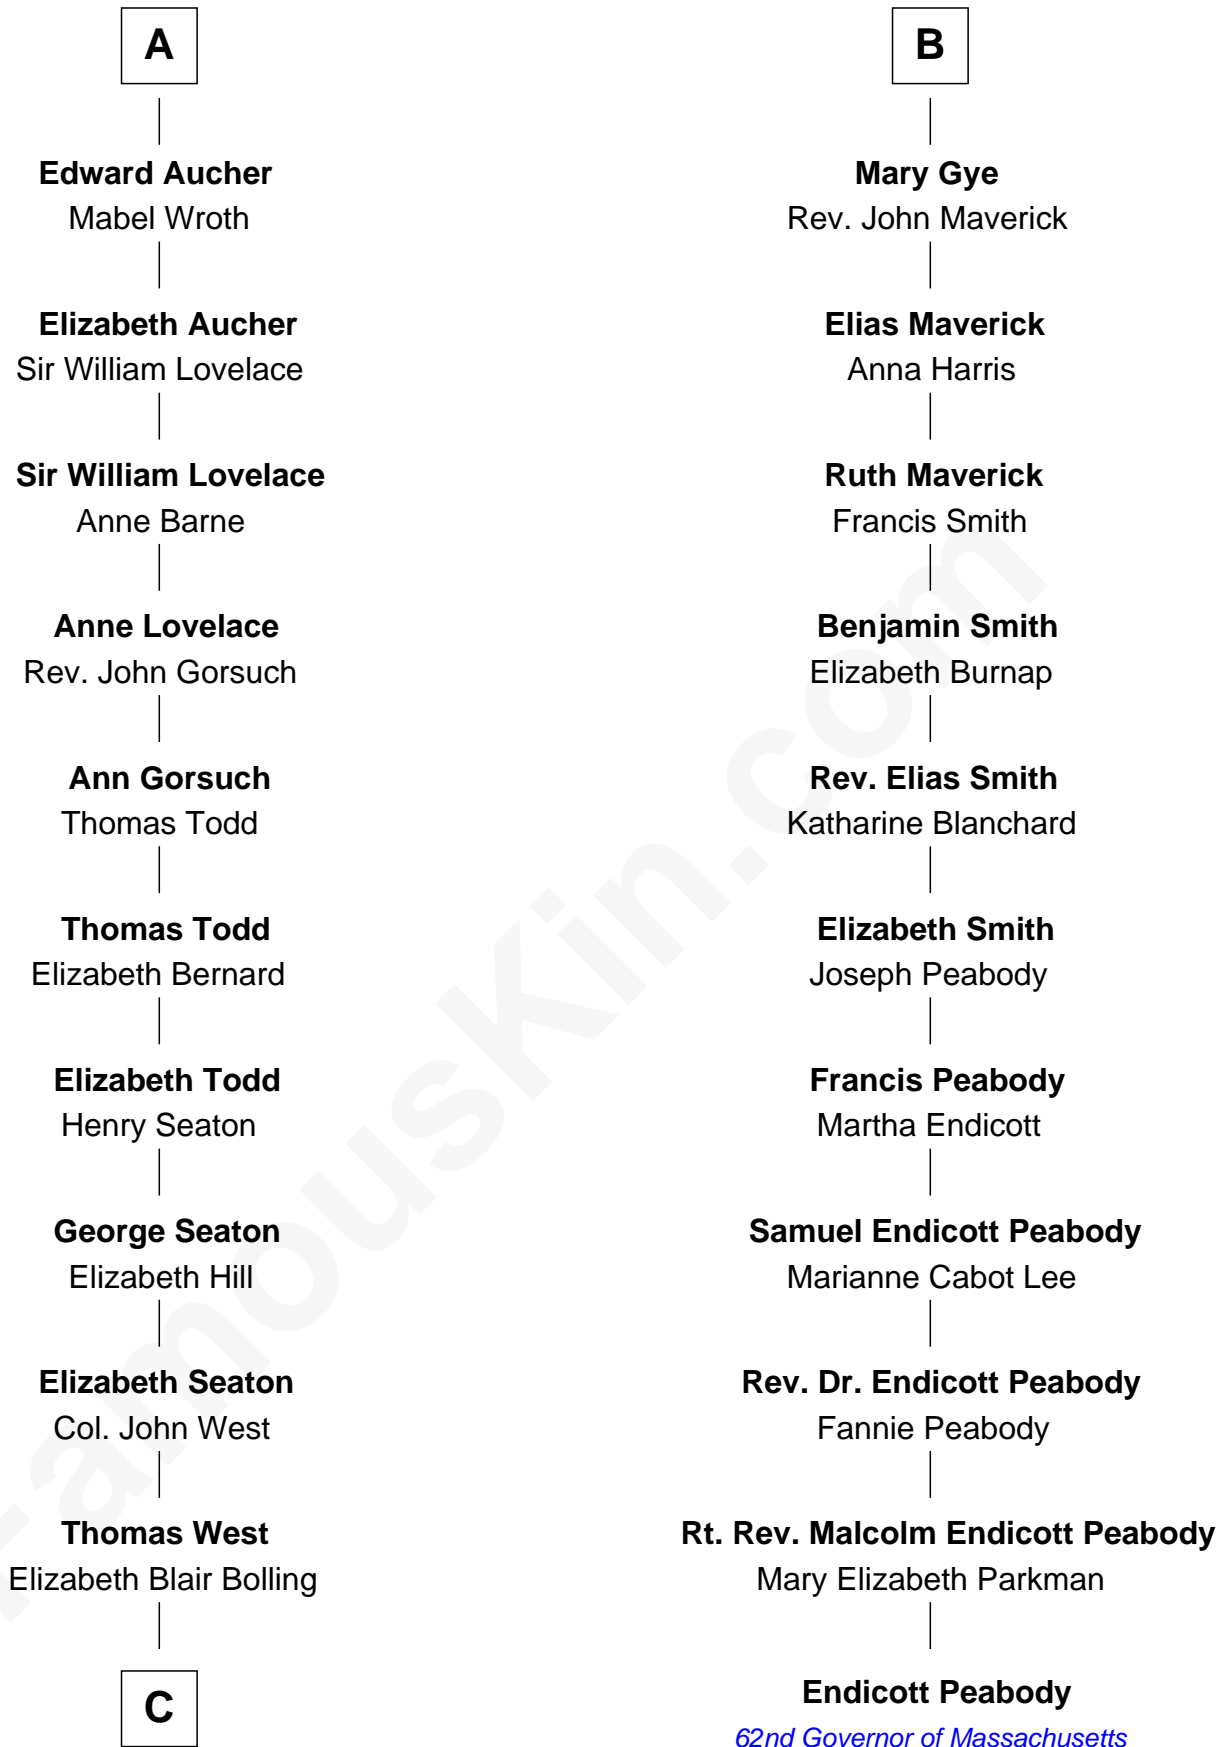 A
Edward Aucher
Mabel Wroth
Elizabeth Aucher
Sir William Lovelace
Sir William Lovelace
Anne Barne
Anne Lovelace
Rev. John Gorsuch
Ann Gorsuch
Thomas Todd
Thomas Todd
Elizabeth Bernard
Elizabeth Todd
Henry Seaton
George Seaton
Elizabeth Hill
Elizabeth Seaton
Col. John West
Thomas West
Elizabeth Blair Bolling
C
B
Mary Gye
Rev. John Maverick
Elias Maverick
Anna Harris
Ruth Maverick
Francis Smith
Benjamin Smith
Elizabeth Burnap
Rev. Elias Smith
Katharine Blanchard
Elizabeth Smith
Joseph Peabody
Francis Peabody
Martha Endicott
Samuel Endicott Peabody
Marianne Cabot Lee
Rev. Dr. Endicott Peabody
Fannie Peabody
Rt. Rev. Malcolm Endicott Peabody
Mary Elizabeth Parkman
Endicott Peabody
62nd Governor of Massachusetts
FamousKin.com